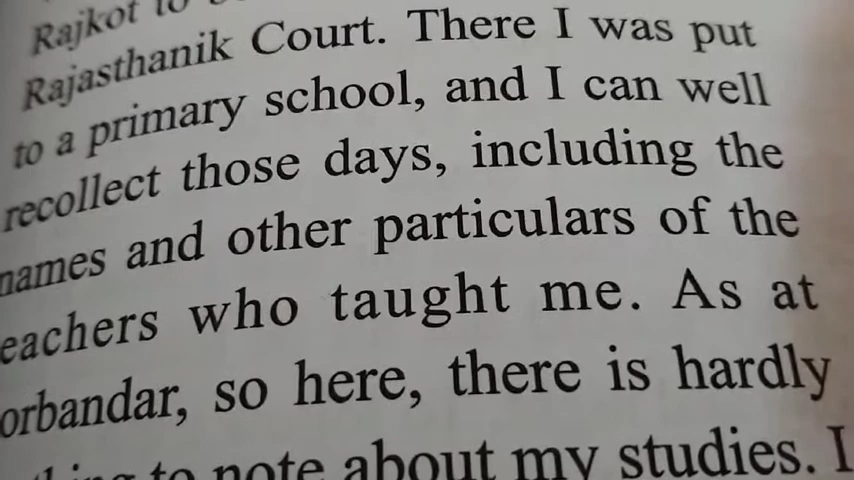 Rajkot to
Rajasthanik Court. There I was put
to a primary school, and I can well
recollect those days, including the
names and other particulars of the
eachers who taught me. As at
orbandar, so here, there is hardly
to note about my studies. I